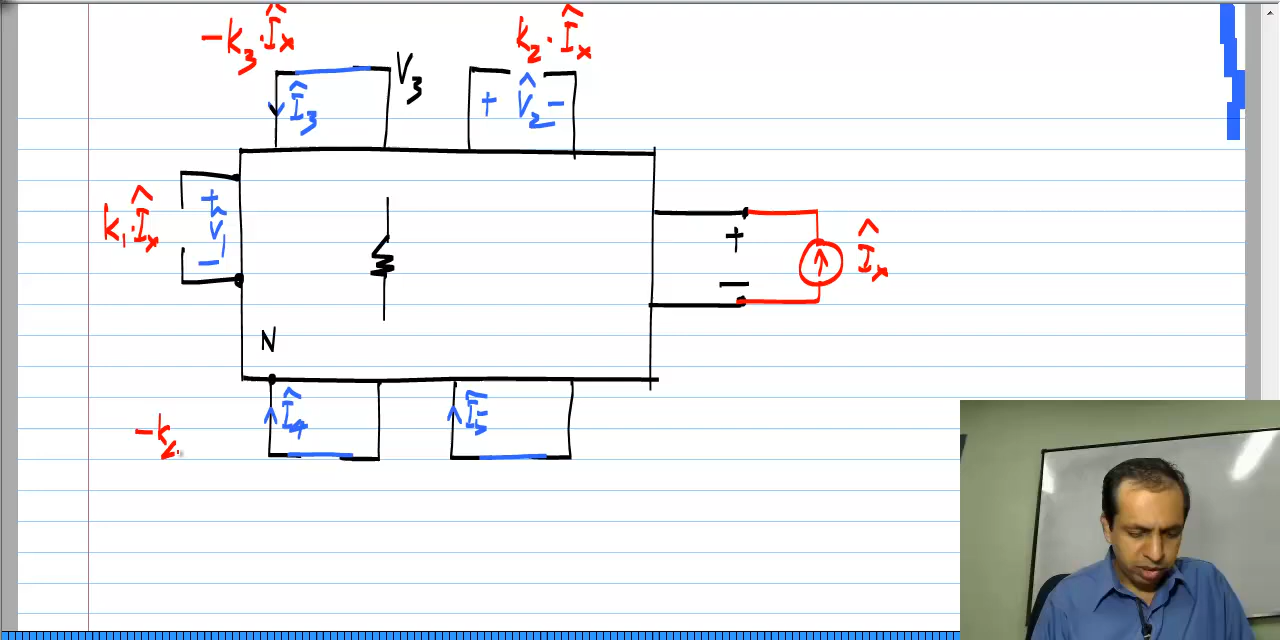 -k₃·Îₓ
k₂·Îₓ
V₃
Î₃
+ V̂₂ -
k₁·Îₓ
+
V̂₁
-
+
-
Îₓ
N
Î₄
Î₅
-k